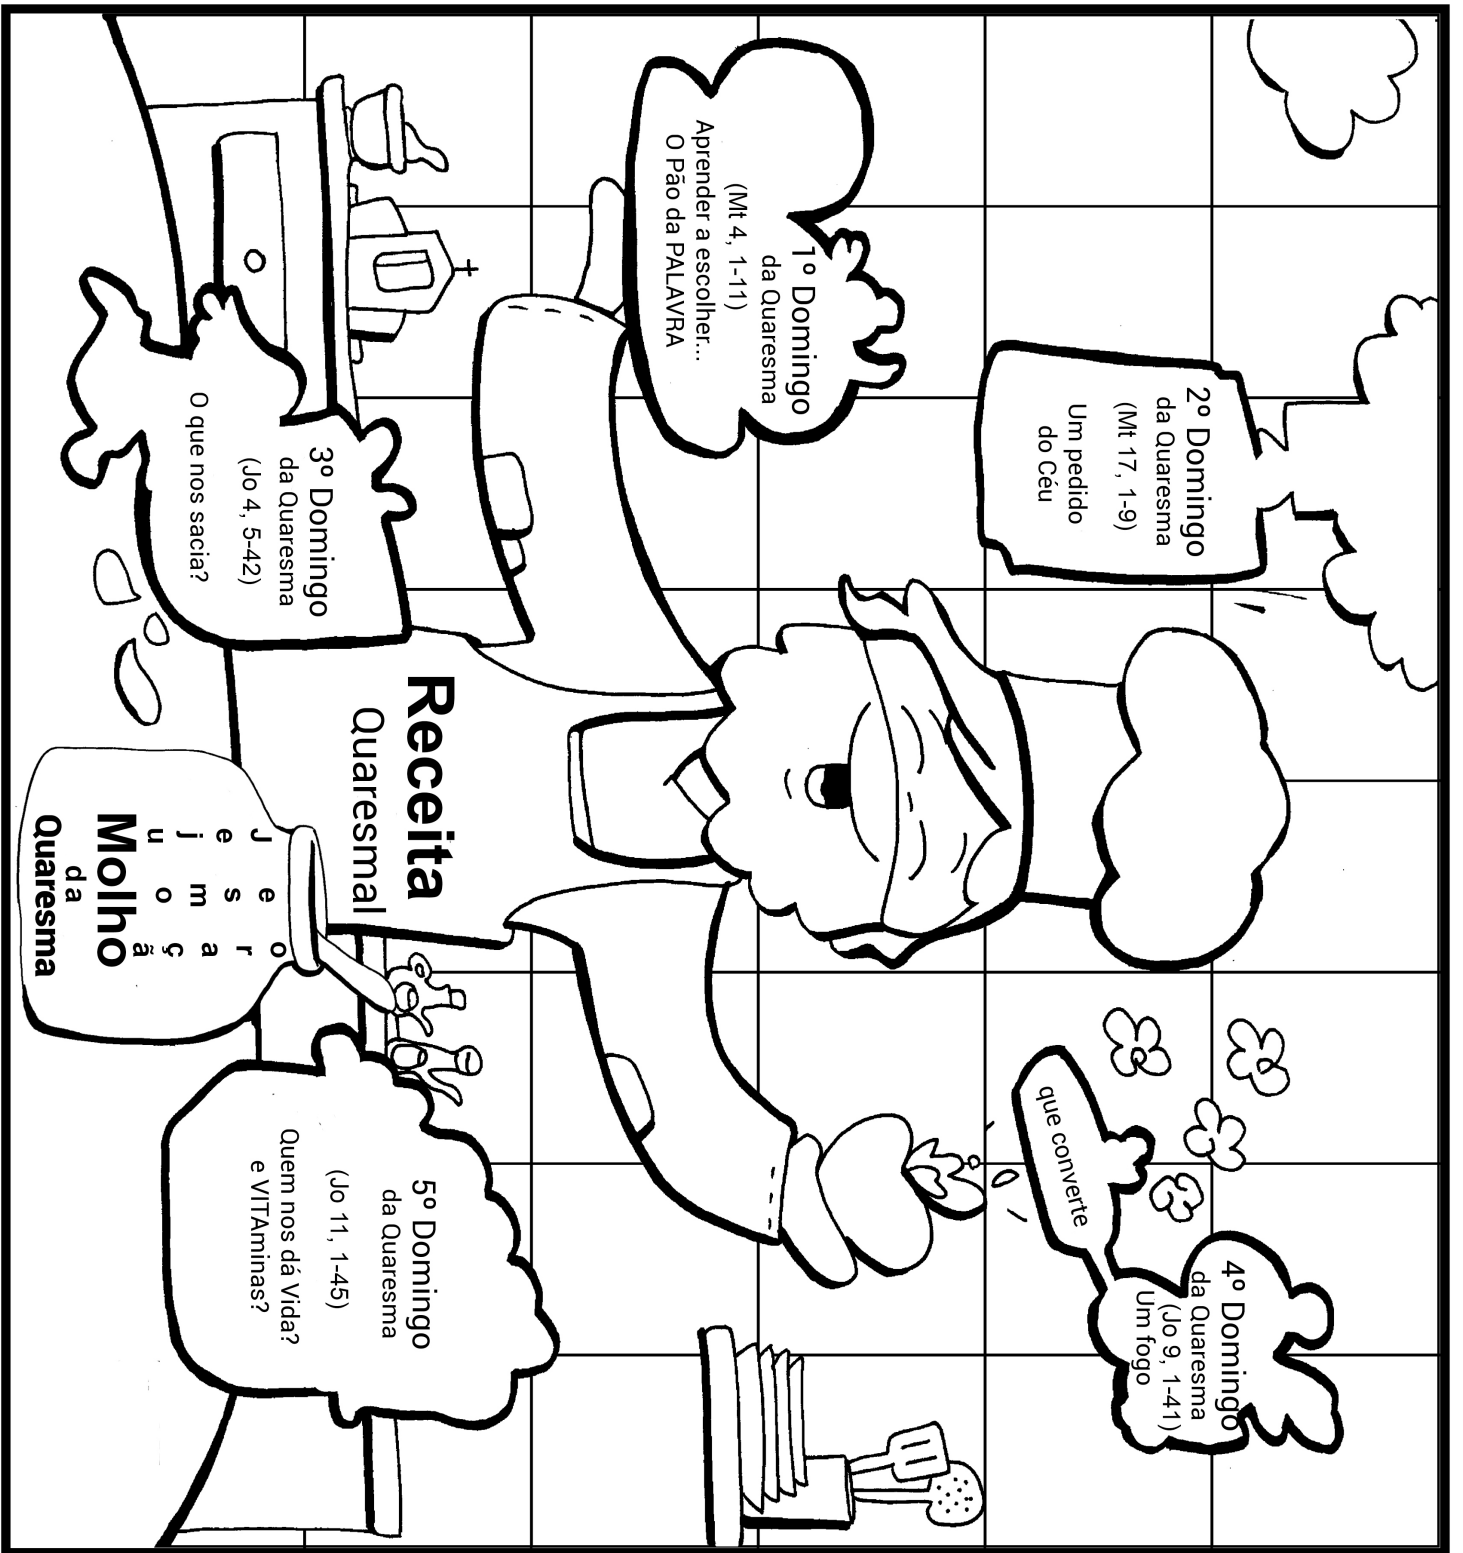 2º Domingo
da Quaresma
(Mt 17, 1-9)
Um pedido
do Céu
4º Domingo
da Quaresma
(Jo 9, 1-41)
Um fogo
que converte
1º Domingo
da Quaresma
(Mt 4, 1-11)
Aprender a escolher...
O Pão da PALAVRA
Receita
Quaresmal
3º Domingo
da Quaresma
(Jo 4, 5-42)
O que nos sacia?
5º Domingo
da Quaresma
(Jo 11, 1-45)
Quem nos dá Vida?
e VITAminas?
J e o
e s r
j m a
u o ç
ã
Molho
da
Quaresma